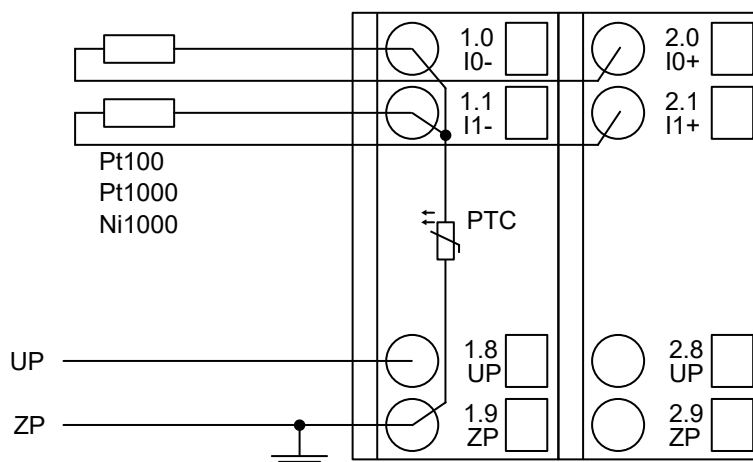 1.0
I0-
2.0
I0+
1.1
I1-
2.1
I1+
Pt100
Pt1000
Ni1000
PTC
UP
1.8
UP
2.8
UP
ZP
1.9
ZP
2.9
ZP